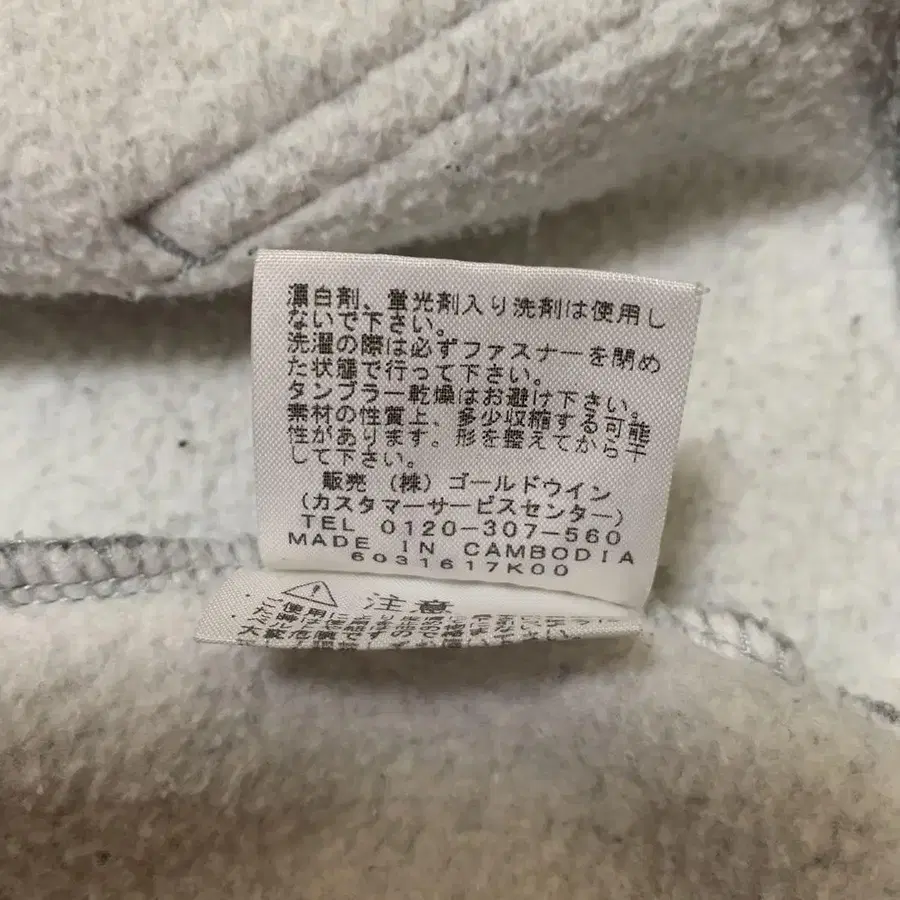 漂白剤、蛍光剤入り洗剤は使用し
ないで下さい。
洗濯の際は必ずファスナーを閉め
た状態で行って下さい。
タンブラー乾燥はお避け下さい。
素材の性質上、多少収縮する可能
性があります。形を整えてから干
して下さい。
販売 (株) ゴールドウイン
(カスタマーサービスセンター)
TEL 0120-307-560
MADE IN CAMBODIA
6031617K00
注意